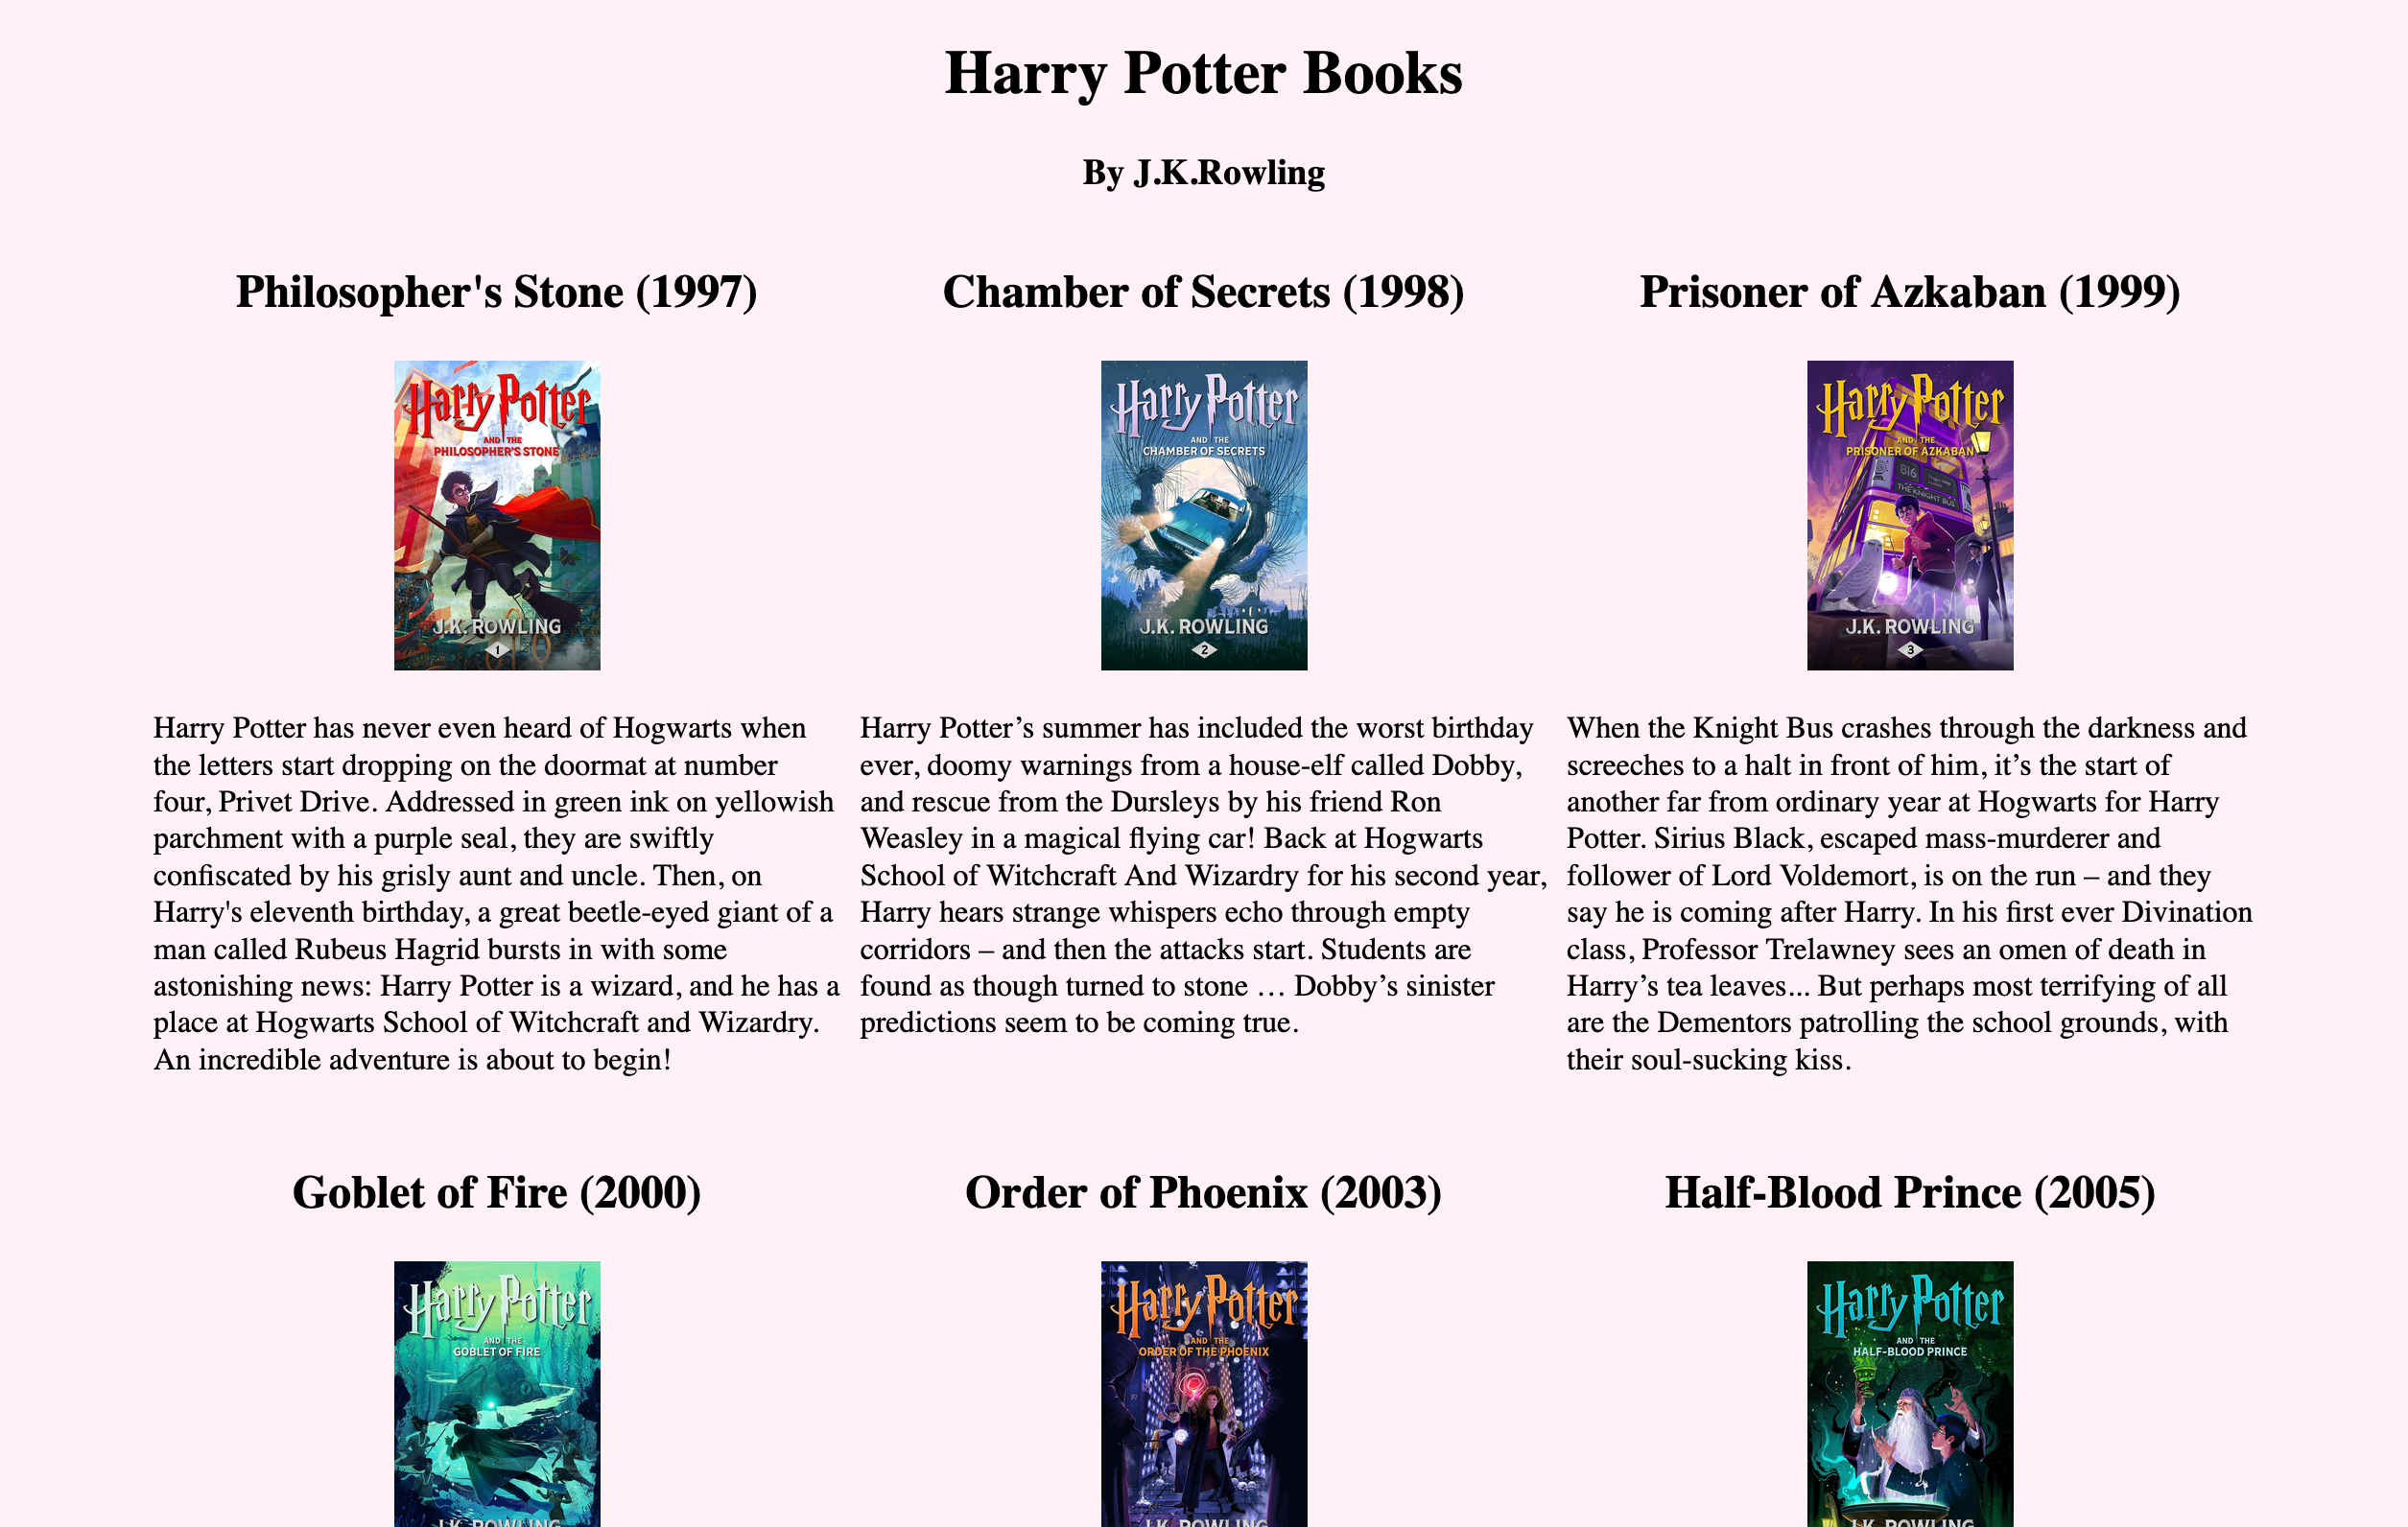 Harry Potter Books
By J.K.Rowling
Philosopher's Stone (1997)
Harry Potter
AND THE
PHILOSOPHER'S STONE
J.K. ROWLING
1
Harry Potter has never even heard of Hogwarts when
the letters start dropping on the doormat at number
four, Privet Drive. Addressed in green ink on yellowish
parchment with a purple seal, they are swiftly
confiscated by his grisly aunt and uncle. Then, on
Harry's eleventh birthday, a great beetle-eyed giant of a
man called Rubeus Hagrid bursts in with some
astonishing news: Harry Potter is a wizard, and he has a
place at Hogwarts School of Witchcraft and Wizardry.
An incredible adventure is about to begin!
Chamber of Secrets (1998)
Harry Potter
AND THE
CHAMBER OF SECRETS
J.K. ROWLING
2
Harry Potter’s summer has included the worst birthday
ever, doomy warnings from a house-elf called Dobby,
and rescue from the Dursleys by his friend Ron
Weasley in a magical flying car! Back at Hogwarts
School of Witchcraft And Wizardry for his second year,
Harry hears strange whispers echo through empty
corridors – and then the attacks start. Students are
found as though turned to stone … Dobby’s sinister
predictions seem to be coming true.
Prisoner of Azkaban (1999)
Harry Potter
AND THE
PRISONER OF AZKABAN
816
THE KNIGHT BUS
J.K. ROWLING
3
When the Knight Bus crashes through the darkness and
screeches to a halt in front of him, it’s the start of
another far from ordinary year at Hogwarts for Harry
Potter. Sirius Black, escaped mass-murderer and
follower of Lord Voldemort, is on the run – and they
say he is coming after Harry. In his first ever Divination
class, Professor Trelawney sees an omen of death in
Harry’s tea leaves... But perhaps most terrifying of all
are the Dementors patrolling the school grounds, with
their soul-sucking kiss.
Goblet of Fire (2000)
Harry Potter
AND THE
GOBLET OF FIRE
J.K. ROWLING
Order of Phoenix (2003)
Harry Potter
AND THE
ORDER OF THE PHOENIX
97
J.K. ROWLING
Half-Blood Prince (2005)
Harry Potter
AND THE
HALF-BLOOD PRINCE
J.K. ROWLING